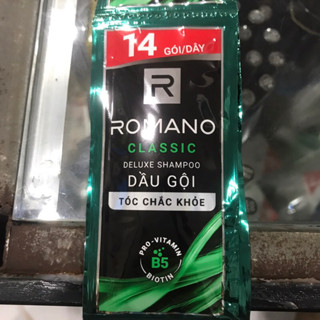 14 GÓI/DÂY
R
ROMANO
CLASSIC
DELUXE SHAMPOO
DẦU GỘI
TÓC CHẮC KHỎE
PRO-VITAMIN
B5
BIOTIN